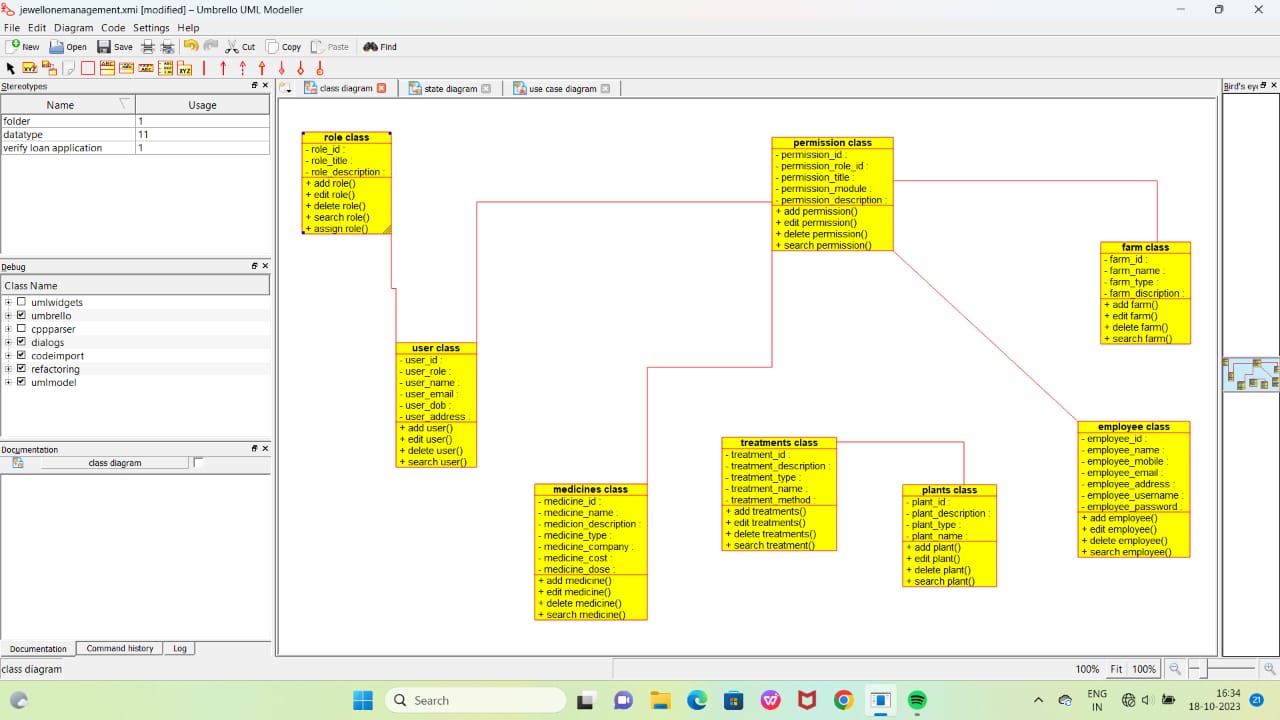 jewellonemanagement.xmi [modified] – Umbrello UML Modeller
File Edit Diagram Code Settings Help
New Open Save Cut Copy Paste Find
Stereotypes
Name Usage
folder 1
datatype 11
verify loan application 1
Debug
Class Name
umlwidgets
umbrello
cppparser
dialogs
codeimport
refactoring
umlmodel
Documentation
class diagram
Documentation Command history Log
class diagram
class diagram state diagram use case diagram
Bird's eye
role class
- role_id :
- role_title :
- role_description :
+ add role()
+ edit role()
+ delete role()
+ search role()
+ assign role()
permission class
- permission_id :
- permission_role_id :
- permission_title :
- permission_module :
- permission_description :
+ add permission()
+ edit permission()
+ delete permission()
+ search permission()
farm class
- farm_id :
- farm_name :
- farm_type :
- farm_discription :
+ add farm()
+ edit farm()
+ delete farm()
+ search farm()
user class
- user_id :
- user_role :
- user_name :
- user_email :
- user_dob :
- user_address :
+ add user()
+ edit user()
+ delete user()
+ search user()
medicines class
- medicine_id :
- medicine_name :
- medicion_description :
- medicine_type :
- medicine_company :
- medicine_cost :
- medicine_dose :
+ add medicine()
+ edit medicine()
+ delete medicine()
+ search medicine()
treatments class
- treatment_id :
- treatment_description :
- treatment_type :
- treatment_name :
- treatment_method :
+ add treatments()
+ edit treatments()
+ delete treatments()
+ search treatment()
plants class
- plant_id :
- plant_description :
- plant_type :
- plant_name :
+ add plant()
+ edit plant()
+ delete plant()
+ search plant()
employee class
- employee_id :
- employee_name :
- employee_mobile :
- employee_email :
- employee_address :
- employee_username :
- employee_password :
+ add employee()
+ edit employee()
+ delete employee()
+ search employee()
100% Fit 100%
Search
ENG
IN
16:34
18-10-2023
21